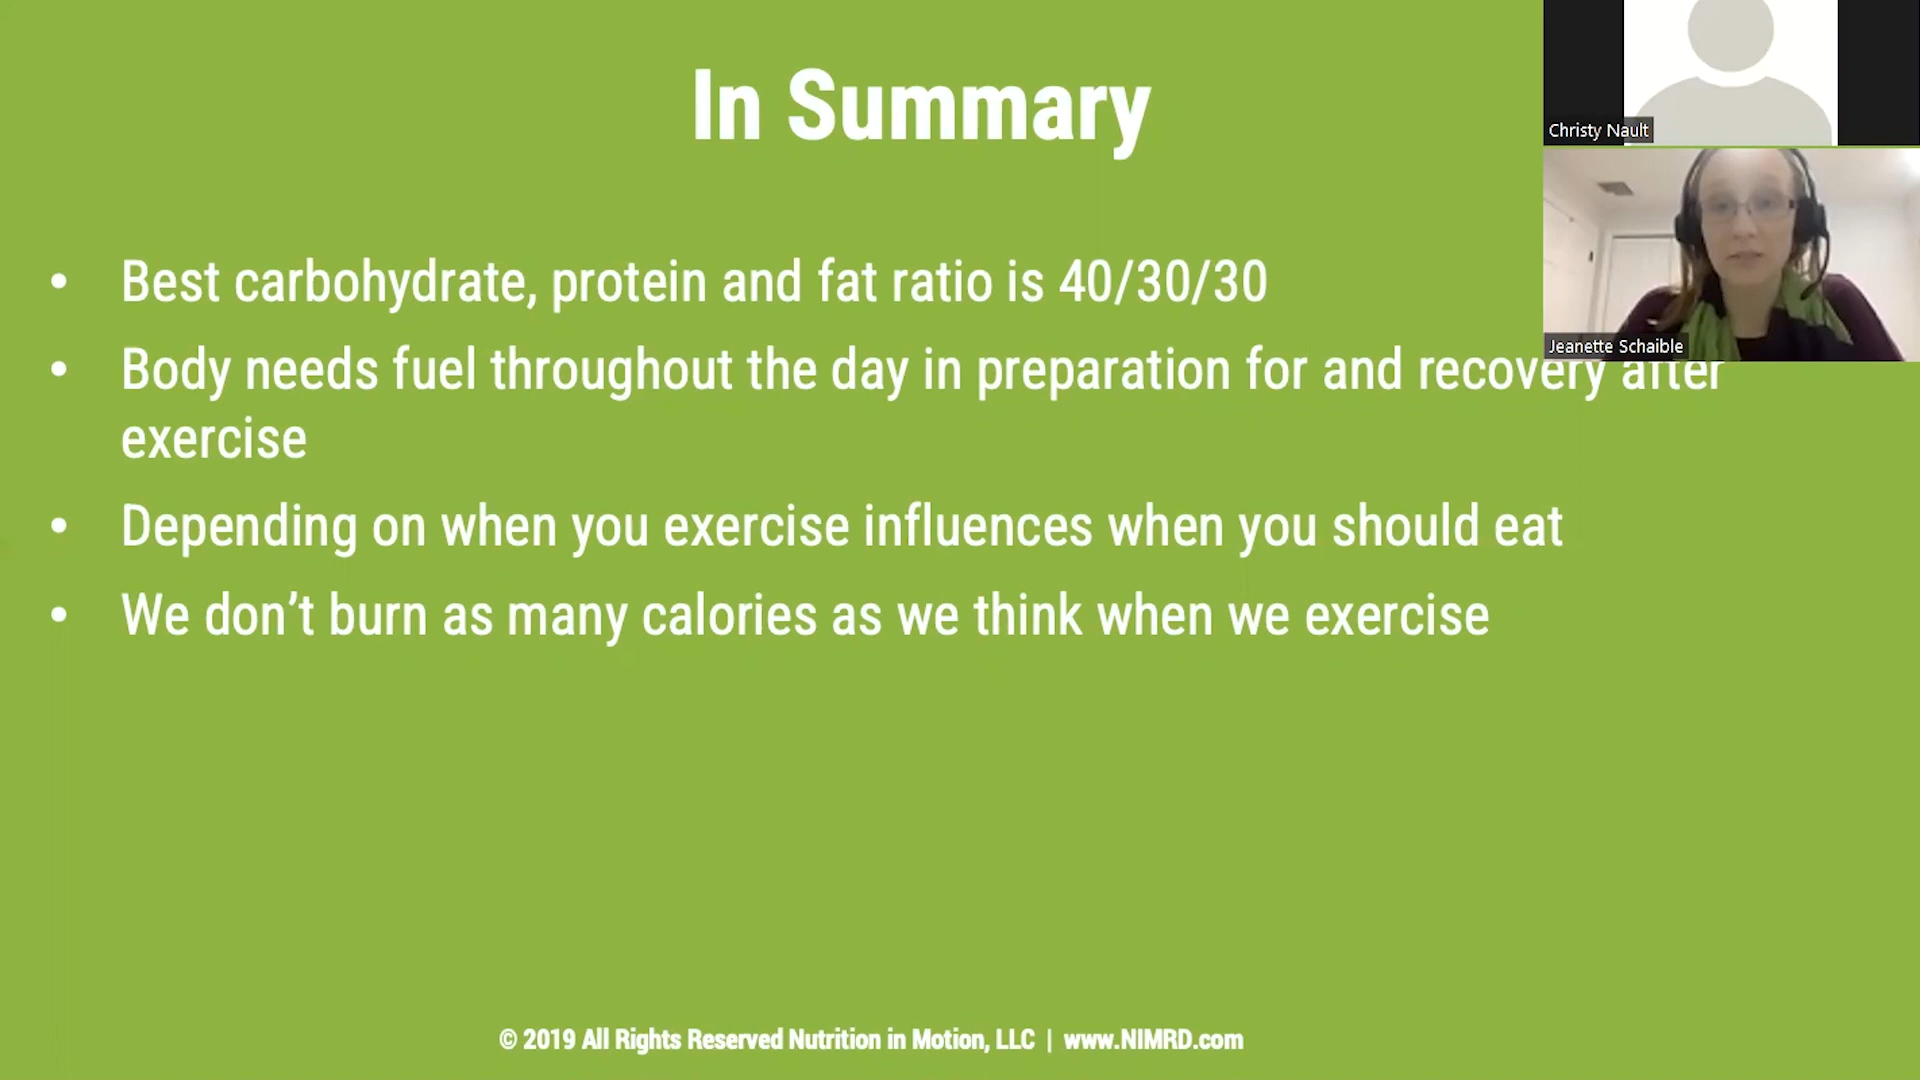 In Summary
Christy Nault
Jeanette Schaible
• Best carbohydrate, protein and fat ratio is 40/30/30
• Body needs fuel throughout the day in preparation for and recovery after
exercise
• Depending on when you exercise influences when you should eat
• We don’t burn as many calories as we think when we exercise
© 2019 All Rights Reserved Nutrition in Motion, LLC | www.NIMRD.com